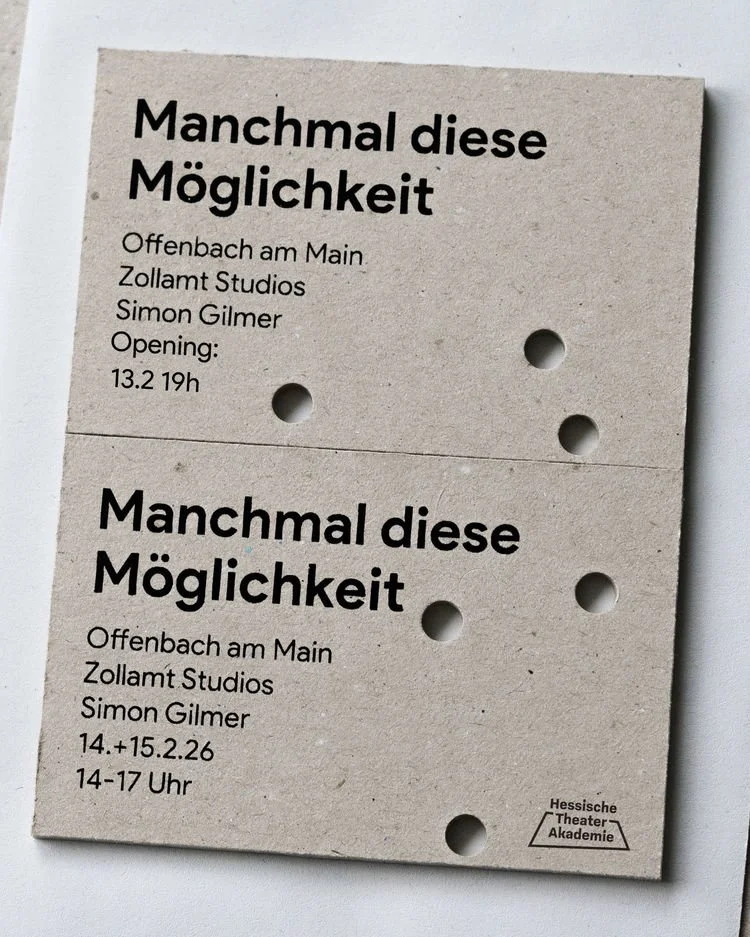 Manchmal diese
Möglichkeit
Offenbach am Main
Zollamt Studios
Simon Gilmer
Opening:
13.2 19h
Manchmal diese
Möglichkeit
Offenbach am Main
Zollamt Studios
Simon Gilmer
14.+15.2.26
14-17 Uhr
Hessische
Theater
Akademie